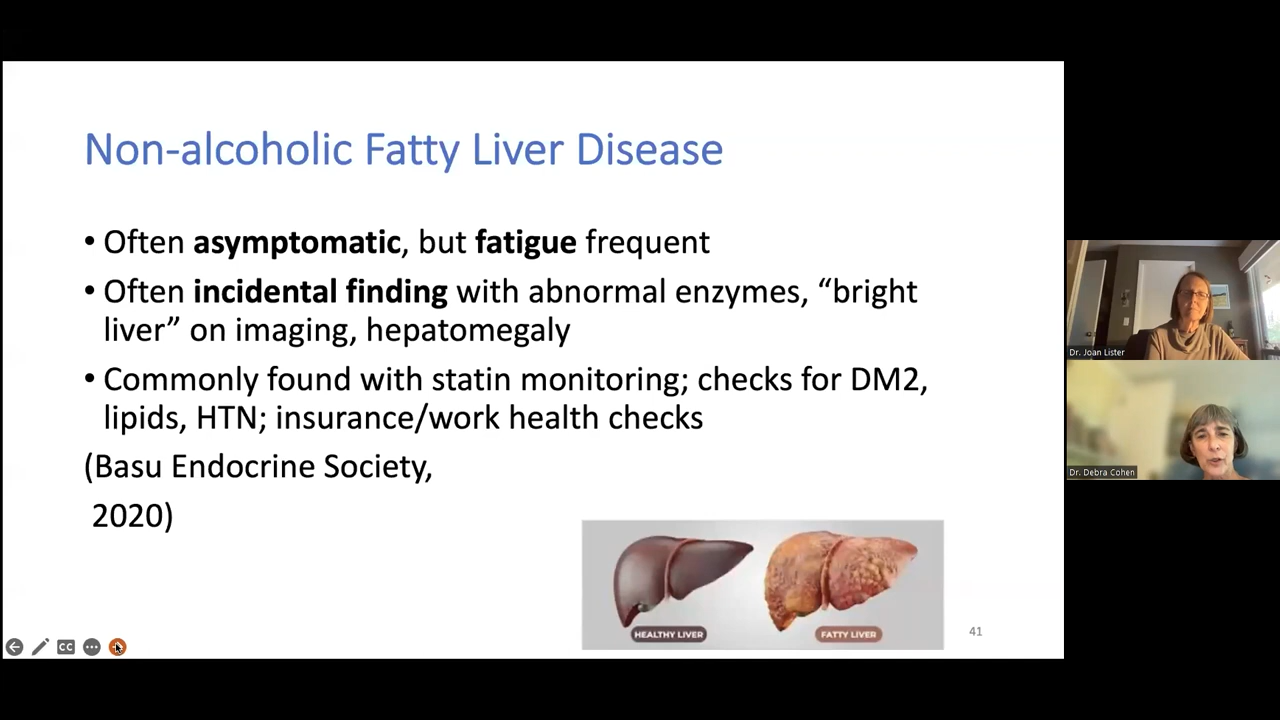 Non-alcoholic Fatty Liver Disease
• Often asymptomatic, but fatigue frequent
• Often incidental finding with abnormal enzymes, “bright
liver” on imaging, hepatomegaly
• Commonly found with statin monitoring; checks for DM2,
lipids, HTN; insurance/work health checks
(Basu Endocrine Society,
2020)
HEALTHY LIVER
FATTY LIVER
41
CC
Dr. Joan Lister
Dr. Debra Cohen